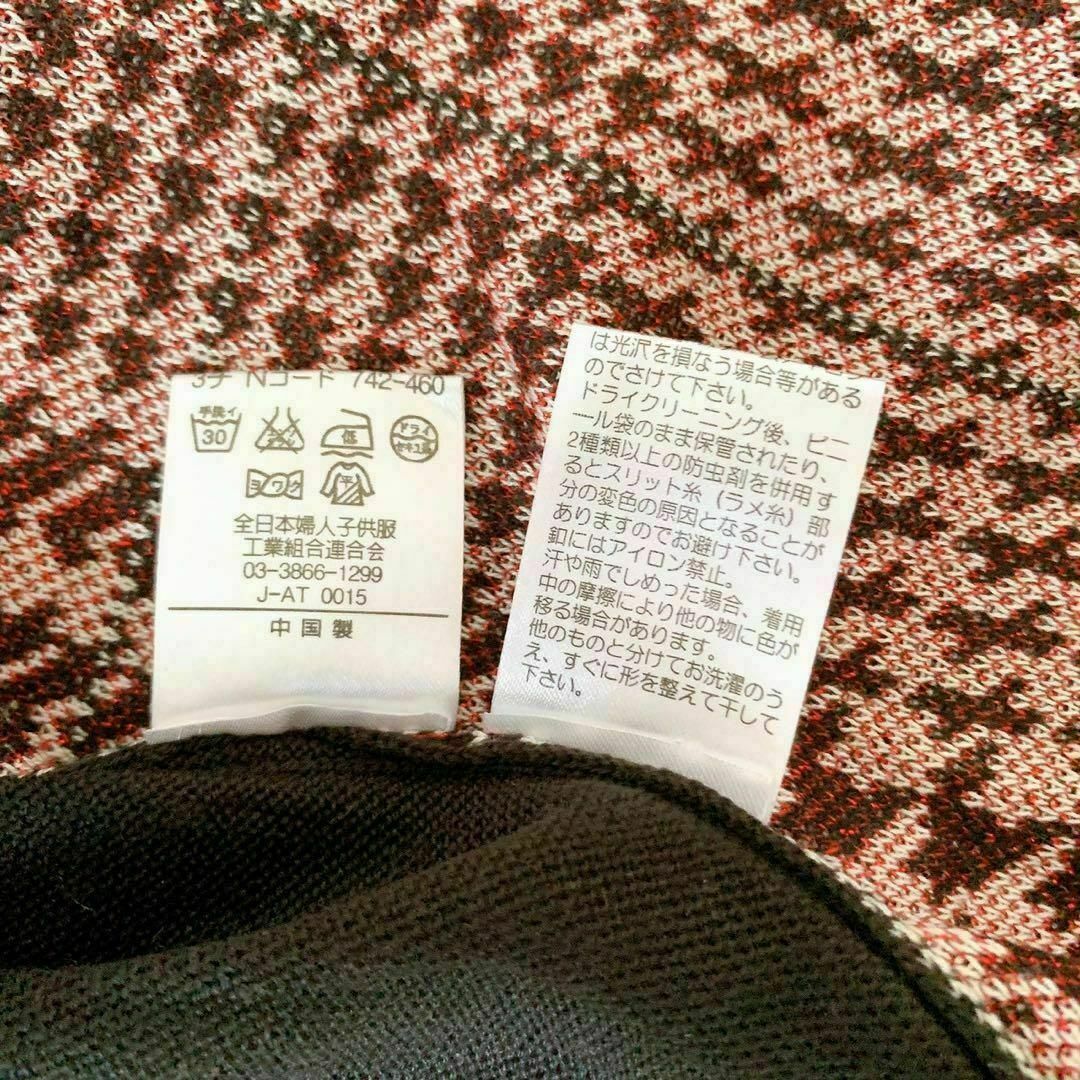 3チ Nコード 742-460
手洗イ
30
低
ドライ
セキユ系
ヨワク
平
全日本婦人子供服
工業組合連合会
03-3866-1299
J-AT 0015
中国製
は光沢を損なう場合等がある
のでさけて下さい。
ドライクリーニング後、ビニ
ール袋のまま保管されたり、
2種類以上の防虫剤を併用す
るとスリット糸(ラメ糸)部
分の変色の原因となることが
ありますのでお避け下さい。
釦にはアイロン禁止。
汗や雨でしめった場合、着用
中の摩擦により他の物に色が
移る場合があります。
他のものと分けてお洗濯のう
え、すぐに形を整えて干して
下さい。